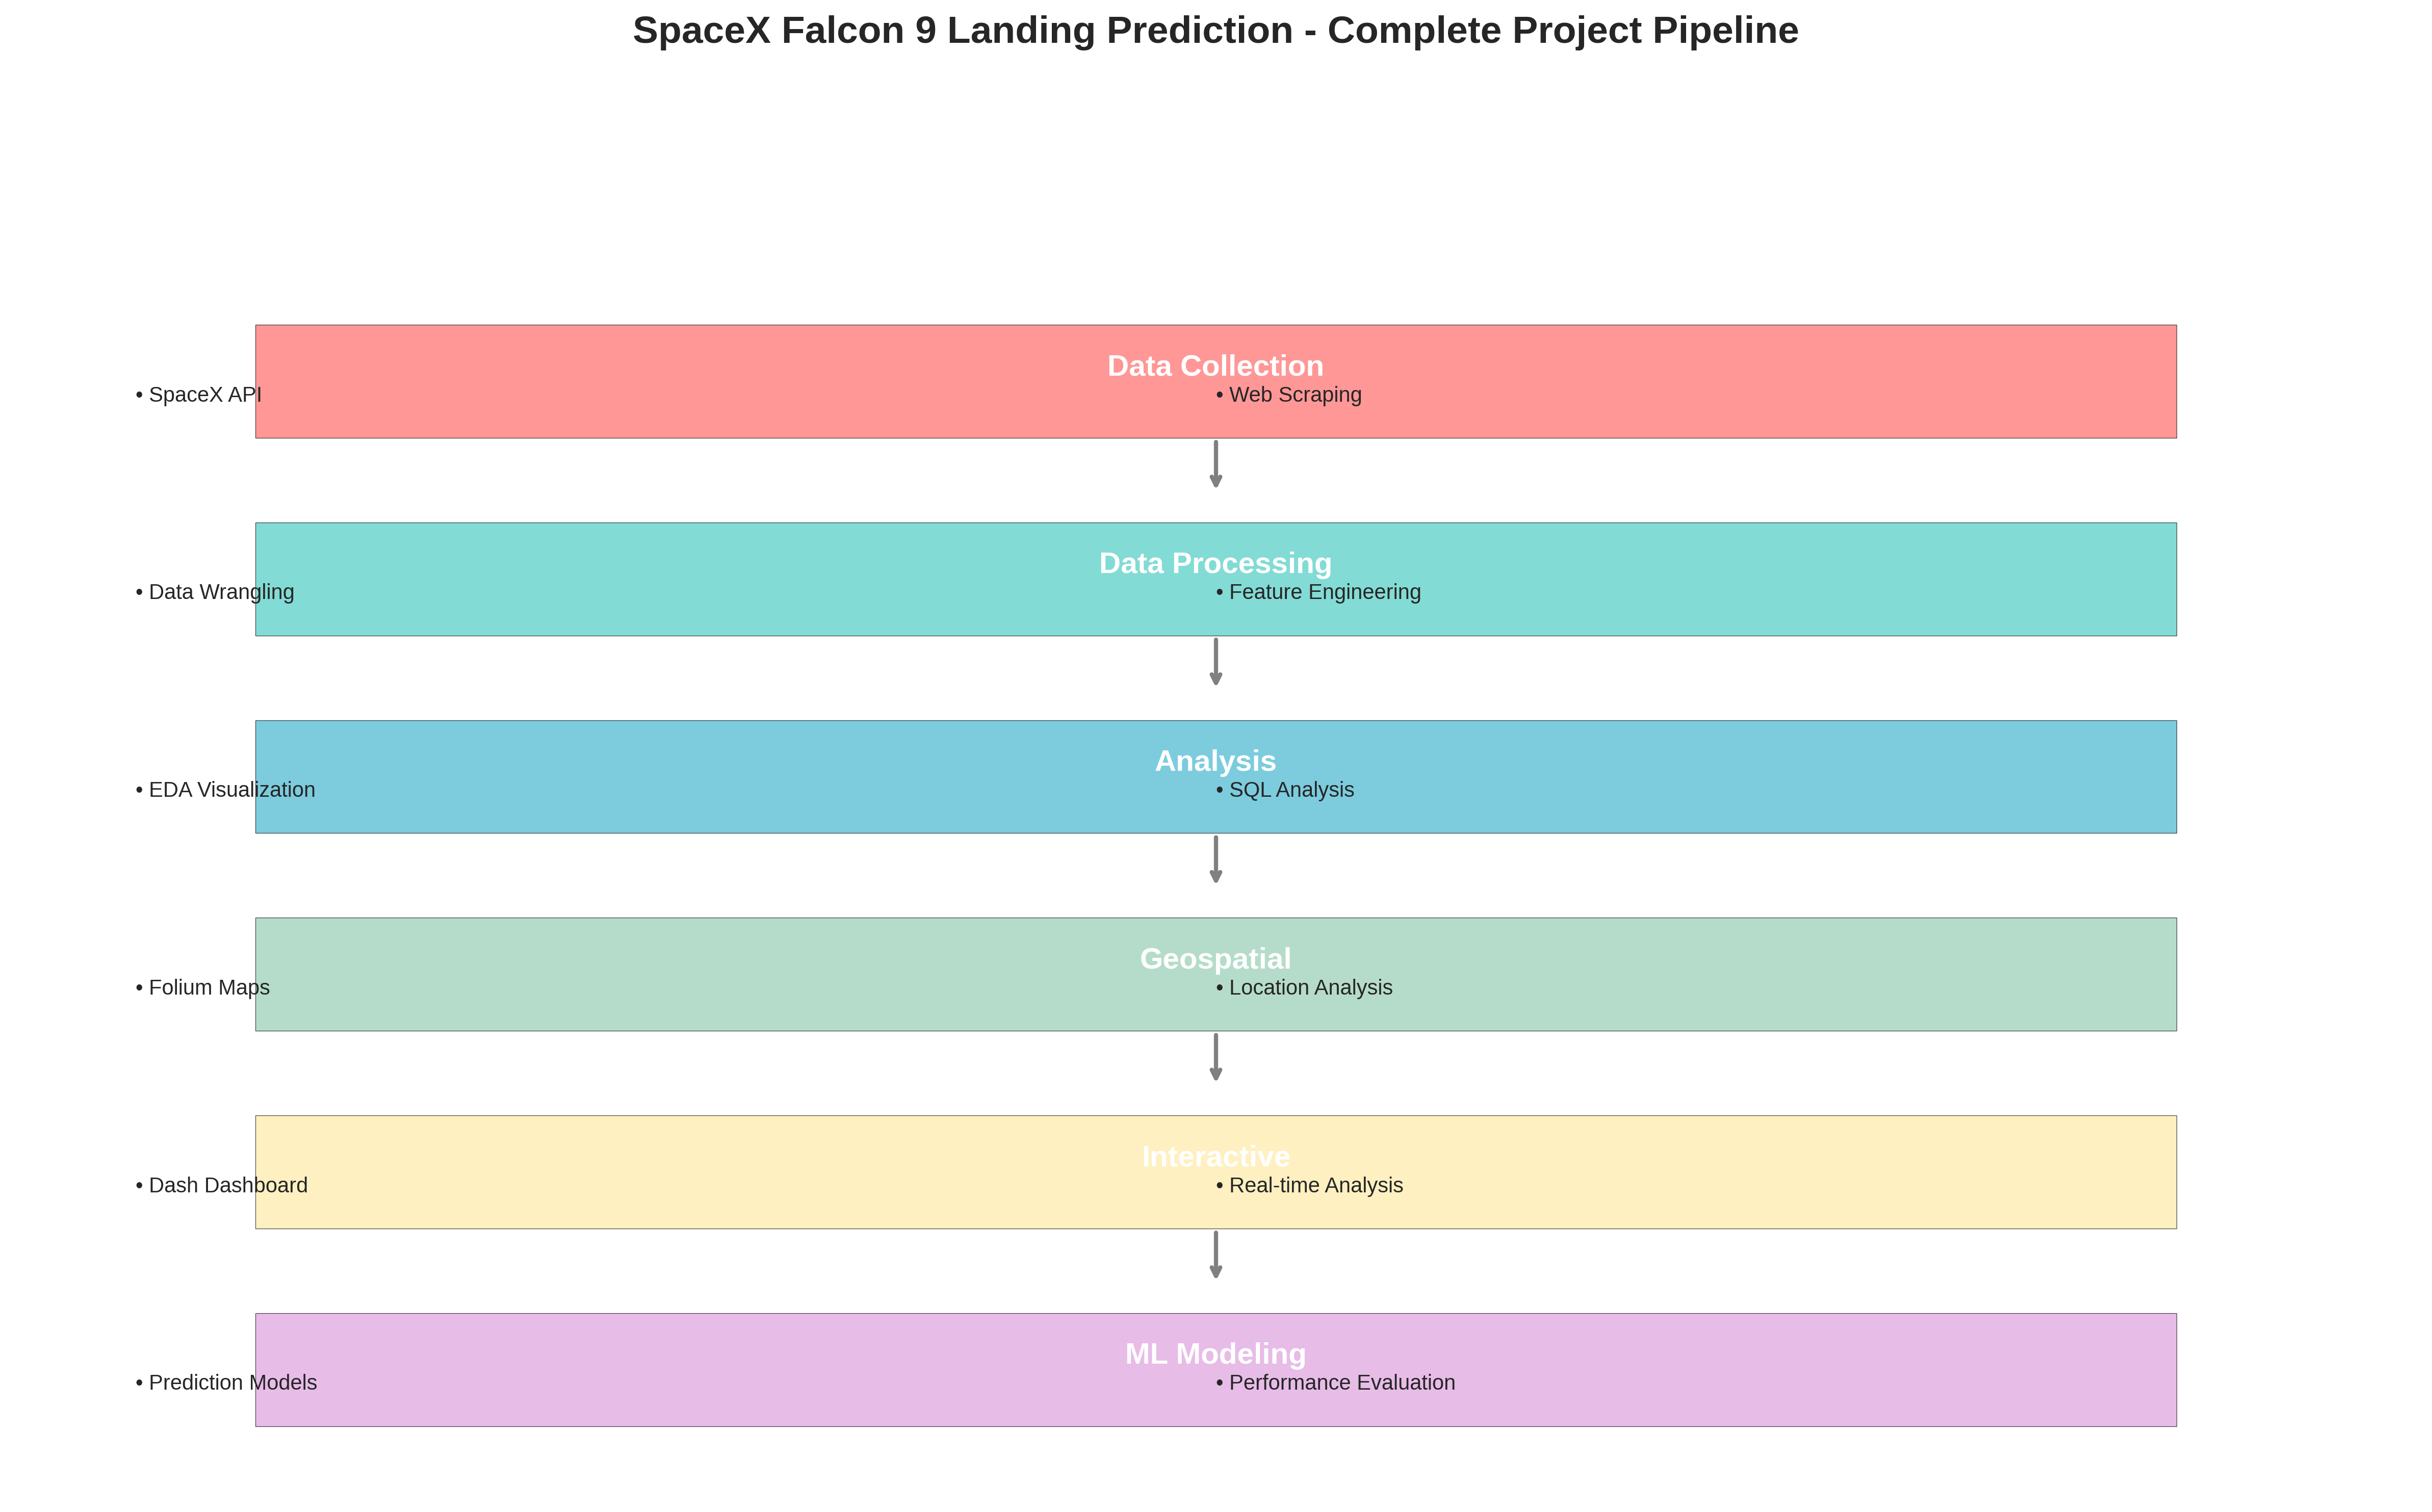 SpaceX Falcon 9 Landing Prediction - Complete Project Pipeline
Data Collection
• SpaceX API
• Web Scraping
Data Processing
• Data Wrangling
• Feature Engineering
Analysis
• EDA Visualization
• SQL Analysis
Geospatial
• Folium Maps
• Location Analysis
Interactive
• Dash Dashboard
• Real-time Analysis
ML Modeling
• Prediction Models
• Performance Evaluation